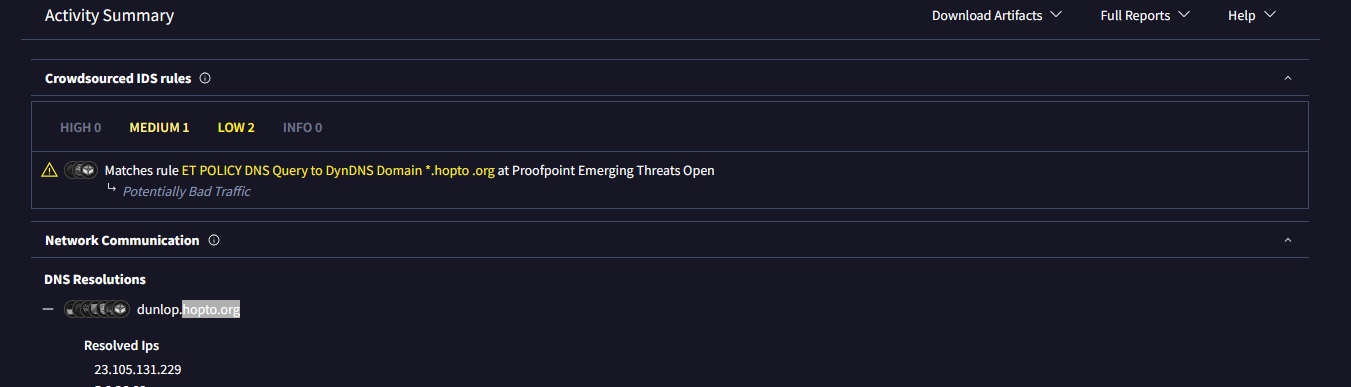 Activity Summary Download Artifacts Full Reports Help
Crowdsourced IDS rules
HIGH 0 MEDIUM 1 LOW 2 INFO 0
Matches rule ET POLICY DNS Query to DynDNS Domain *.hopto .org at Proofpoint Emerging Threats Open
Potentially Bad Traffic
Network Communication
DNS Resolutions
dunlop.hopto.org
Resolved Ips
23.105.131.229